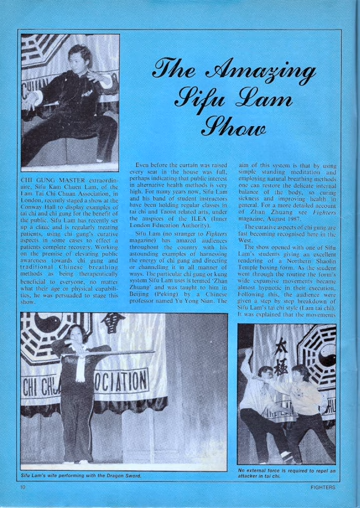 The Amazing
Sifu Lam
Show
CHI GUNG MASTER extraordin-
aire, Sifu Kam Chuen Lam, of the
Lam Tai Chi Chuan Association, in
London, recently staged a show at the
Conway Hall to display examples of
tai chi and chi gung for the benefit of
the public. Sifu Lam has recently set
up a clinic and is regularly treating
patients, using chi gung's curative
aspects in some cases to effect a
patients complete recovery. Working
on the premise of elevating public
awareness towards chi gung and
traditional Chinese breathing
methods as being therapeutically
beneficial to everyone, no matter
what their age or physical capabili-
ties, he was persuaded to stage this
show.
Even before the curtain was raised
every seat in the house was full,
perhaps indicating that public interest
in alternative health methods is very
high. For many years now, Sifu Lam
and his band of student instructors
have been holding regular classes in
tai chi and Taoist related arts, under
the auspices of the ILEA (Inner
London Education Authority).
Sifu Lam (no stranger to Fighters
magazine) has amazed audiences
throughout the country with his
astounding examples of harnessing
the energy of chi gung and directing
or channelling it in all manner of
ways. The particular chi gung or kung
system Sifu Lam uses is termed 'Zhan
Zhuang' and was taught to him in
Beijing (Peking) by a Chinese
professor named Yu Yong Nian. The
aim of this system is that by using
simple standing meditation and
employing natural breathing methods
one can restore the delicate internal
balance of the body, so curing
sickness and improving health in
general. For a more detailed account
of Zhan Zhuang see Fighters
magazine, August 1987.
The curative aspects of chi gung are
fast becoming recognised here in the
West.
The show opened with one of Sifu
Lam's students giving an excellent
rendering of a Northern Shaolin
Temple boxing form. As the student
went through the routine the form's
wide expansive movements became
almost hypnotic in their execution.
Following this, the audience were
given a step by step breakdown of
Sifu Lam's tai chi style (Lam tai chi).
It was explained that the movements
CHI CH
OCIATION
太極
Sifu Lam's wife performing with the Dragon Sword.
No external force is required to repel an
attacker in tai chi.
FIGHTERS